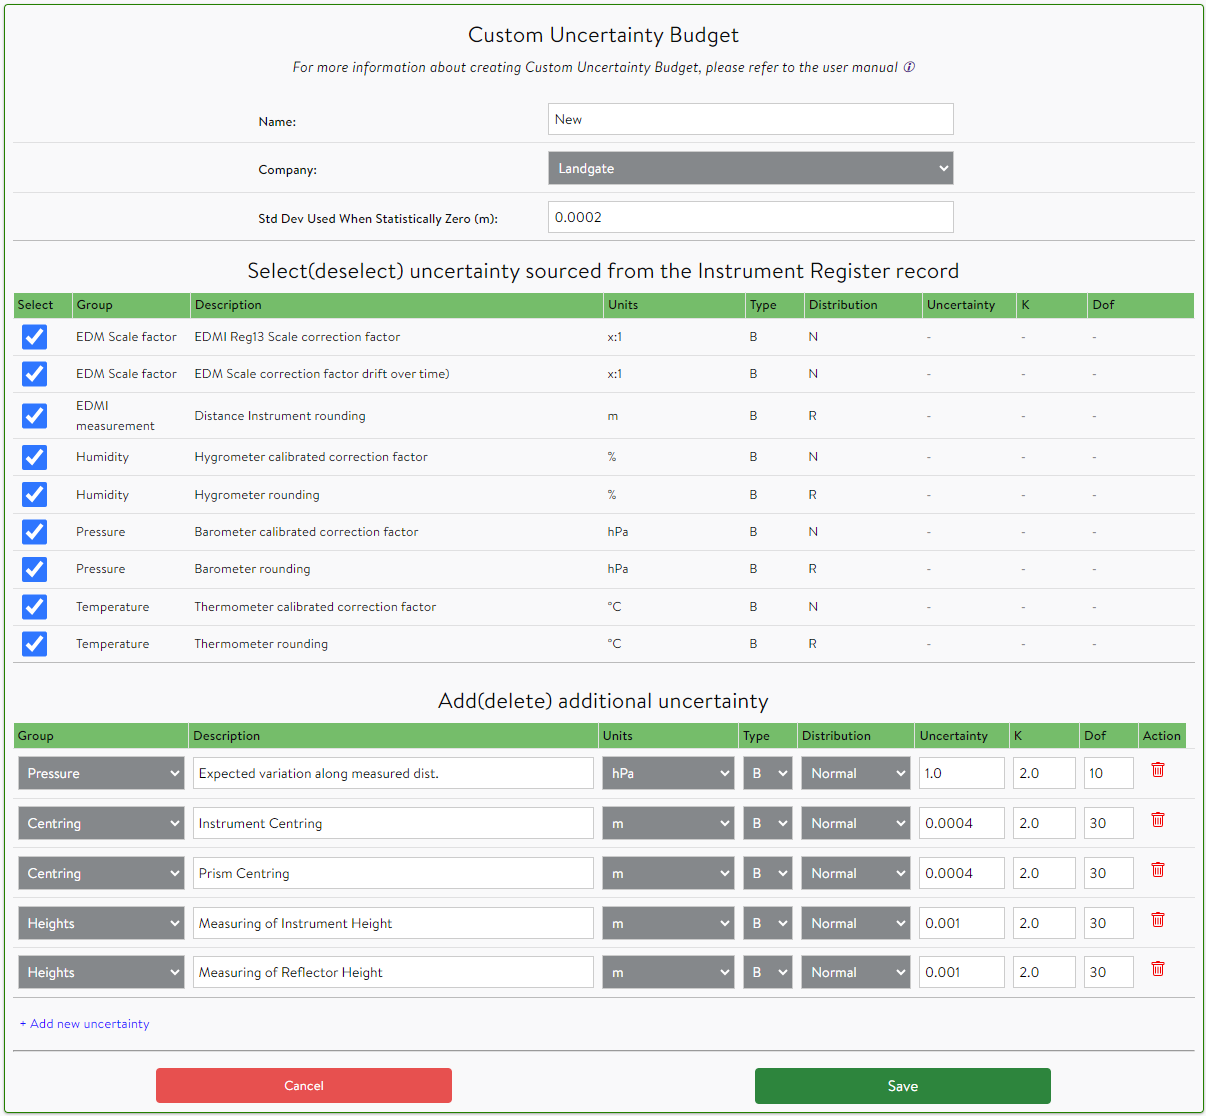 Custom Uncertainty Budget
For more information about creating Custom Uncertainty Budget, please refer to the user manual
Name: New
Company: Landgate
Std Dev Used When Statistically Zero (m): 0.0002
Select(deselect) uncertainty sourced from the Instrument Register record
Select Group Description Units Type Distribution Uncertainty K Dof
EDM Scale factor EDMI Reg13 Scale correction factor x:1 B N - - -
EDM Scale factor EDM Scale correction factor drift over time) x:1 B N - - -
EDMI
measurement Distance Instrument rounding m B R - - -
Humidity Hygrometer calibrated correction factor % B N - - -
Humidity Hygrometer rounding % B R - - -
Pressure Barometer calibrated correction factor hPa B N - - -
Pressure Barometer rounding hPa B R - - -
Temperature Thermometer calibrated correction factor °C B N - - -
Temperature Thermometer rounding °C B R - - -
Add(delete) additional uncertainty
Group Description Units Type Distribution Uncertainty K Dof Action
Pressure Expected variation along measured dist. hPa B Normal 1.0 2.0 10
Centring Instrument Centring m B Normal 0.0004 2.0 30
Centring Prism Centring m B Normal 0.0004 2.0 30
Heights Measuring of Instrument Height m B Normal 0.001 2.0 30
Heights Measuring of Reflector Height m B Normal 0.001 2.0 30
+ Add new uncertainty
Cancel Save